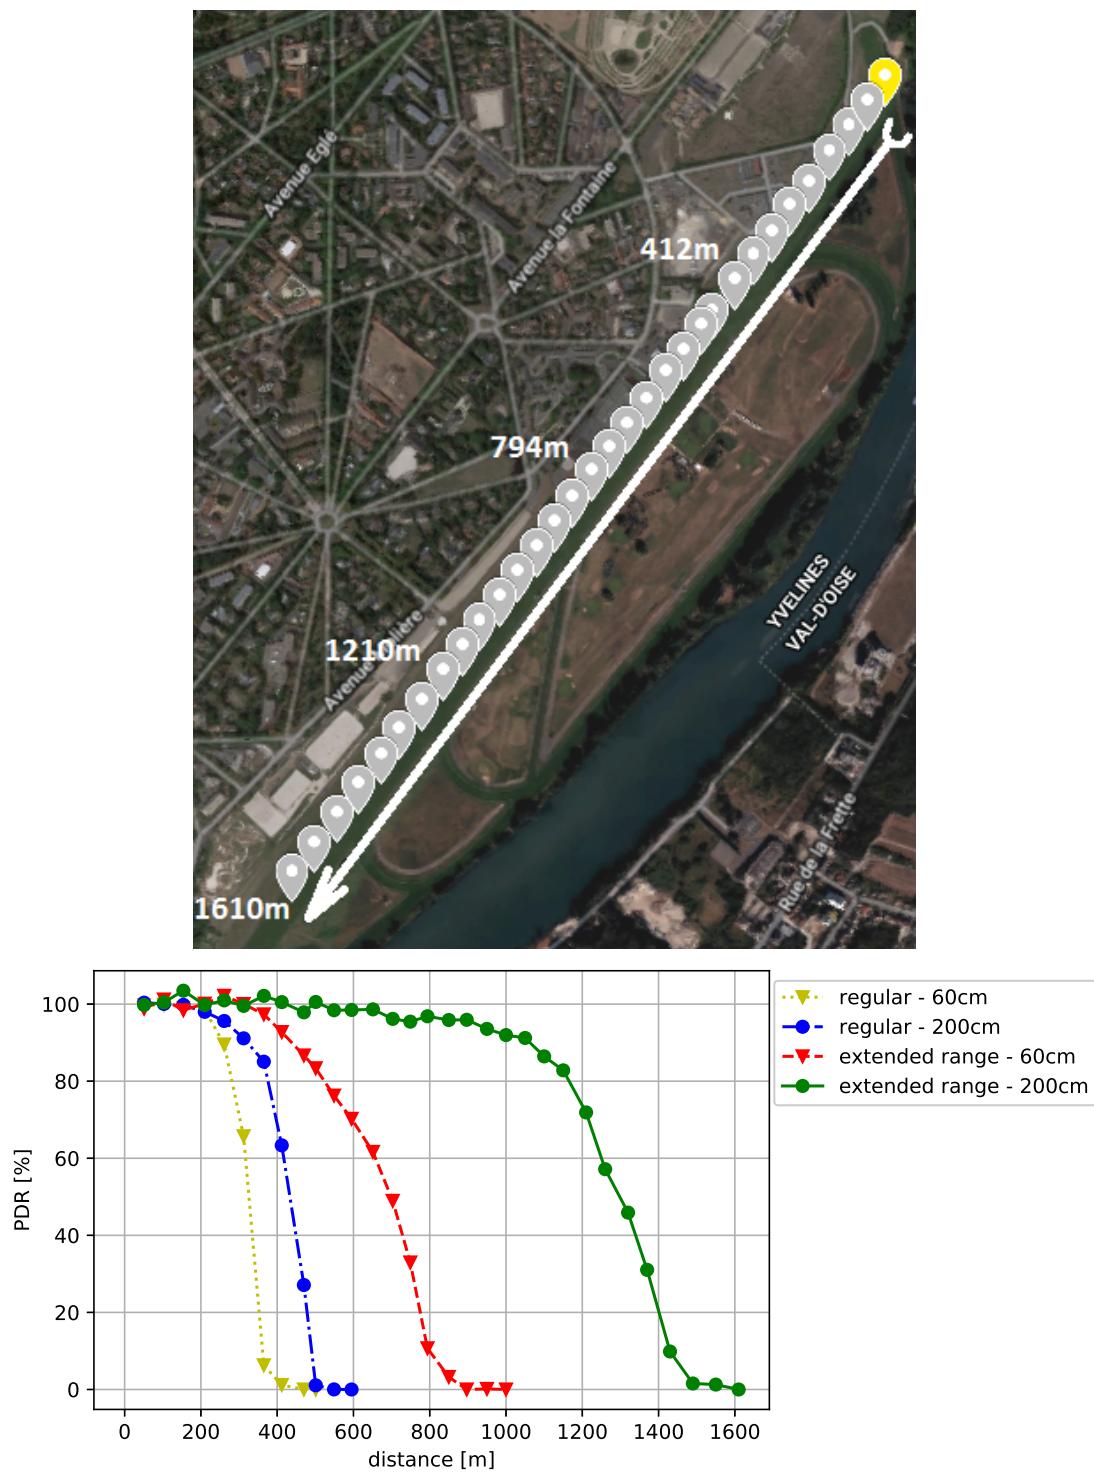 Avenue Eglé
Avenue la Fontaine
412m
794m
YVELINES
VAL-D'OISE
1210m
Avenue
1610m
Rue de la Frette
PDR [%]
100
80
60
40
20
0
0 200 400 600 800 1000 1200 1400 1600
distance [m]
regular - 60cm
regular - 200cm
extended range - 60cm
extended range - 200cm